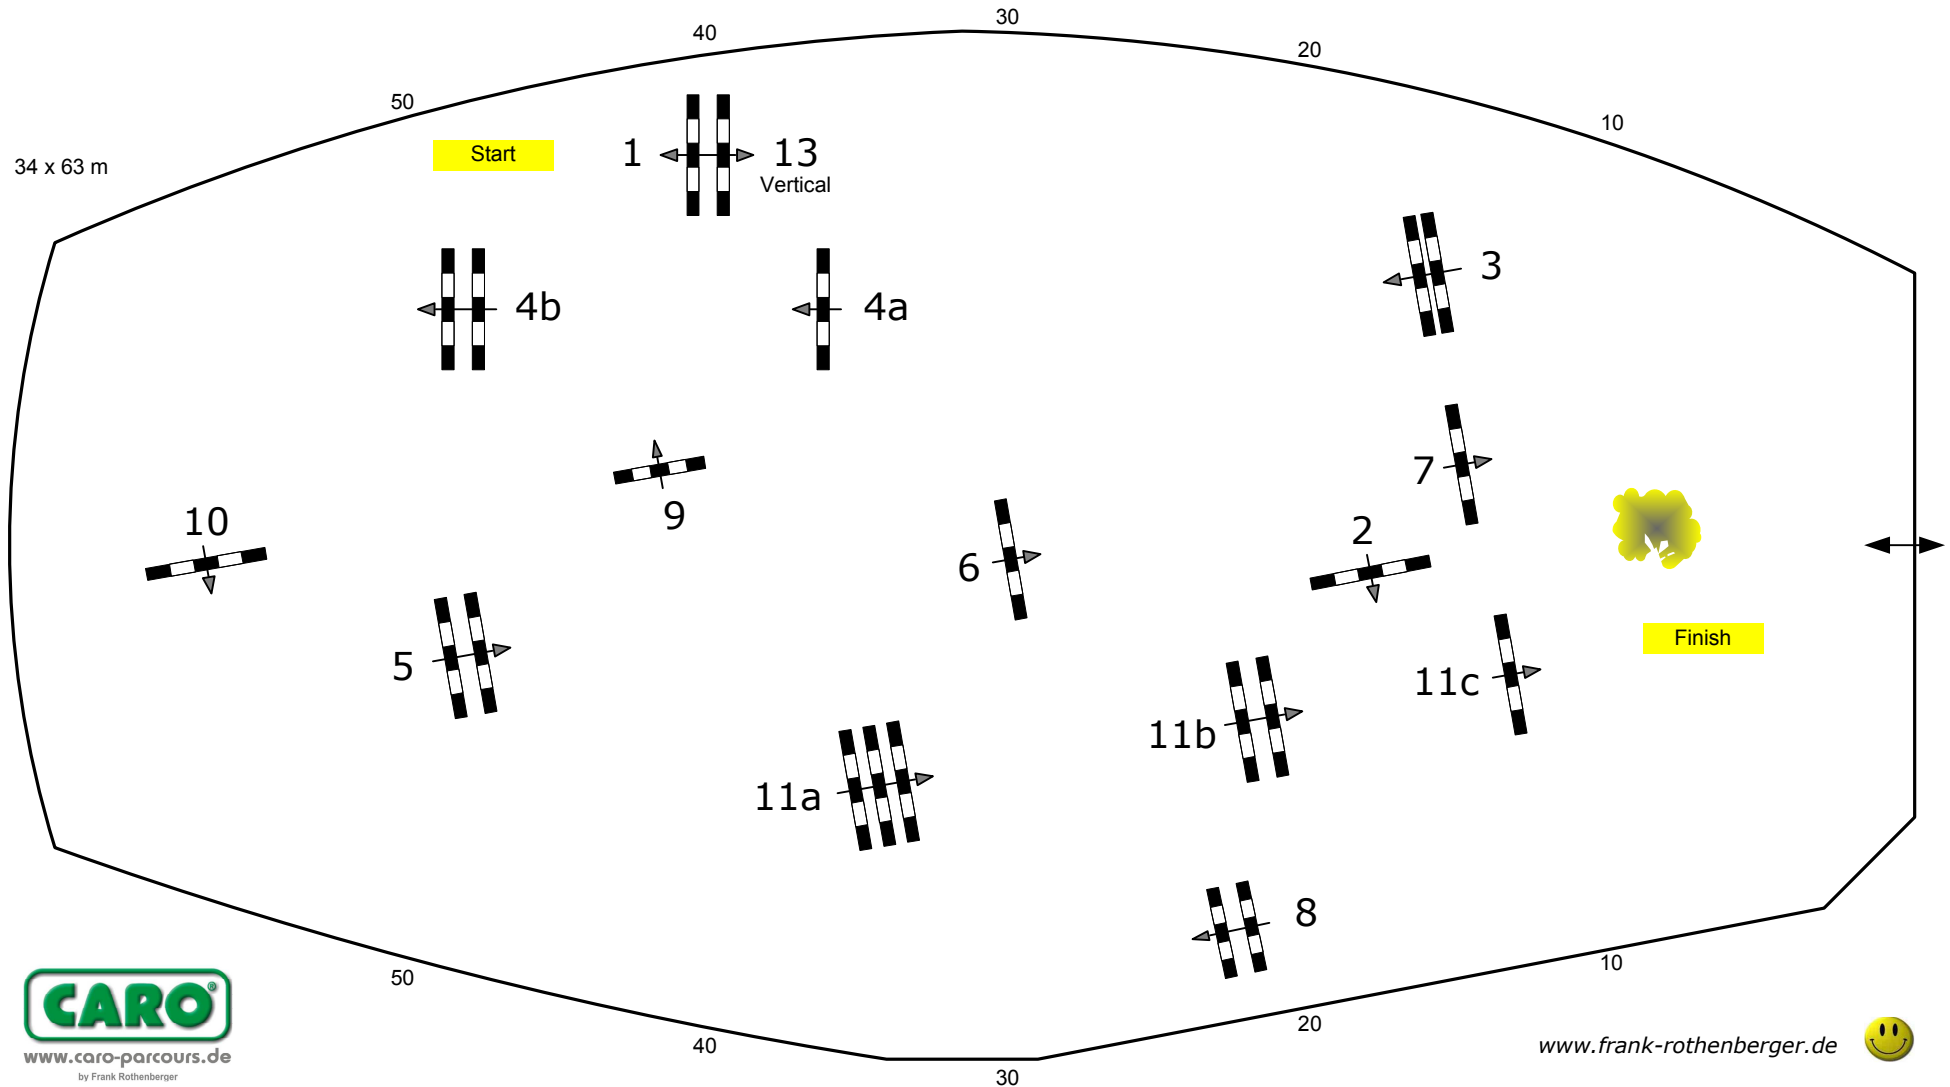 30
40
20
50
10
34 x 63 m
Start
1
13
Vertical
3
4b
4a
7
10
9
2
6
Finish
5
11c
11b
11a
8
50
10
20
40
30
CARO®
www.caro-parcours.de
by Frank Rothenberger
www.frank-rothenberger.de